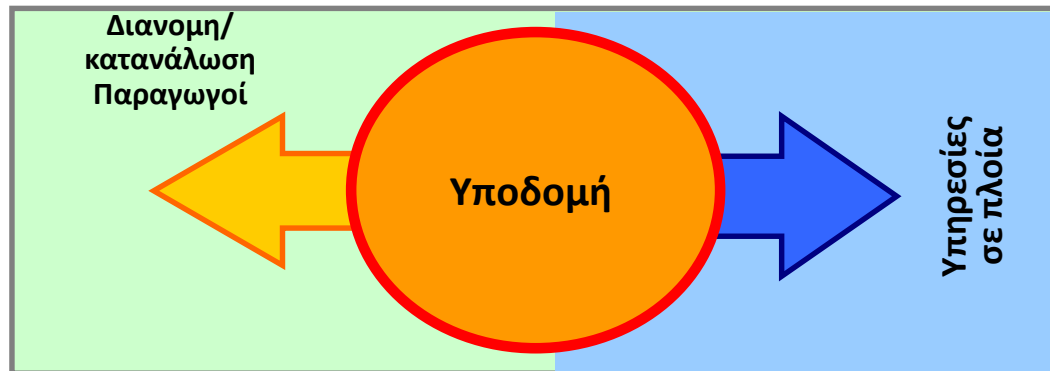 Διανομη/
κατανάλωση
Παραγωγοί
Υποδομή
Υπηρεσίες
σε πλοία